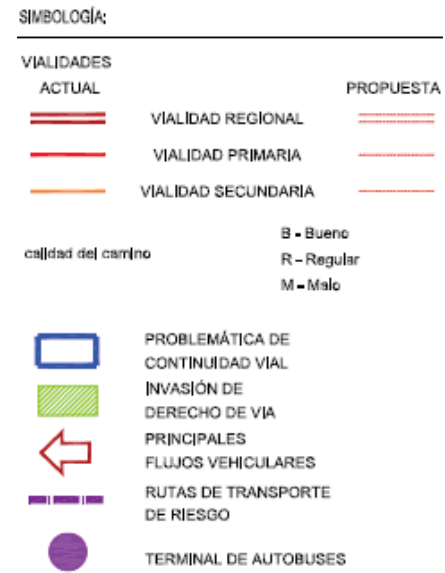 SIMBOLOGÍA:
VIALIDADES
ACTUAL PROPUESTA
VIALIDAD REGIONAL
VIALIDAD PRIMARIA
VIALIDAD SECUNDARIA
calidad del camino
B - Bueno
R - Regular
M - Malo
PROBLEMÁTICA DE
CONTINUIDAD VIAL
INVASIÓN DE
DERECHO DE VIA
PRINCIPALES
FLUJOS VEHICULARES
RUTAS DE TRANSPORTE
DE RIESGO
TERMINAL DE AUTOBUSES